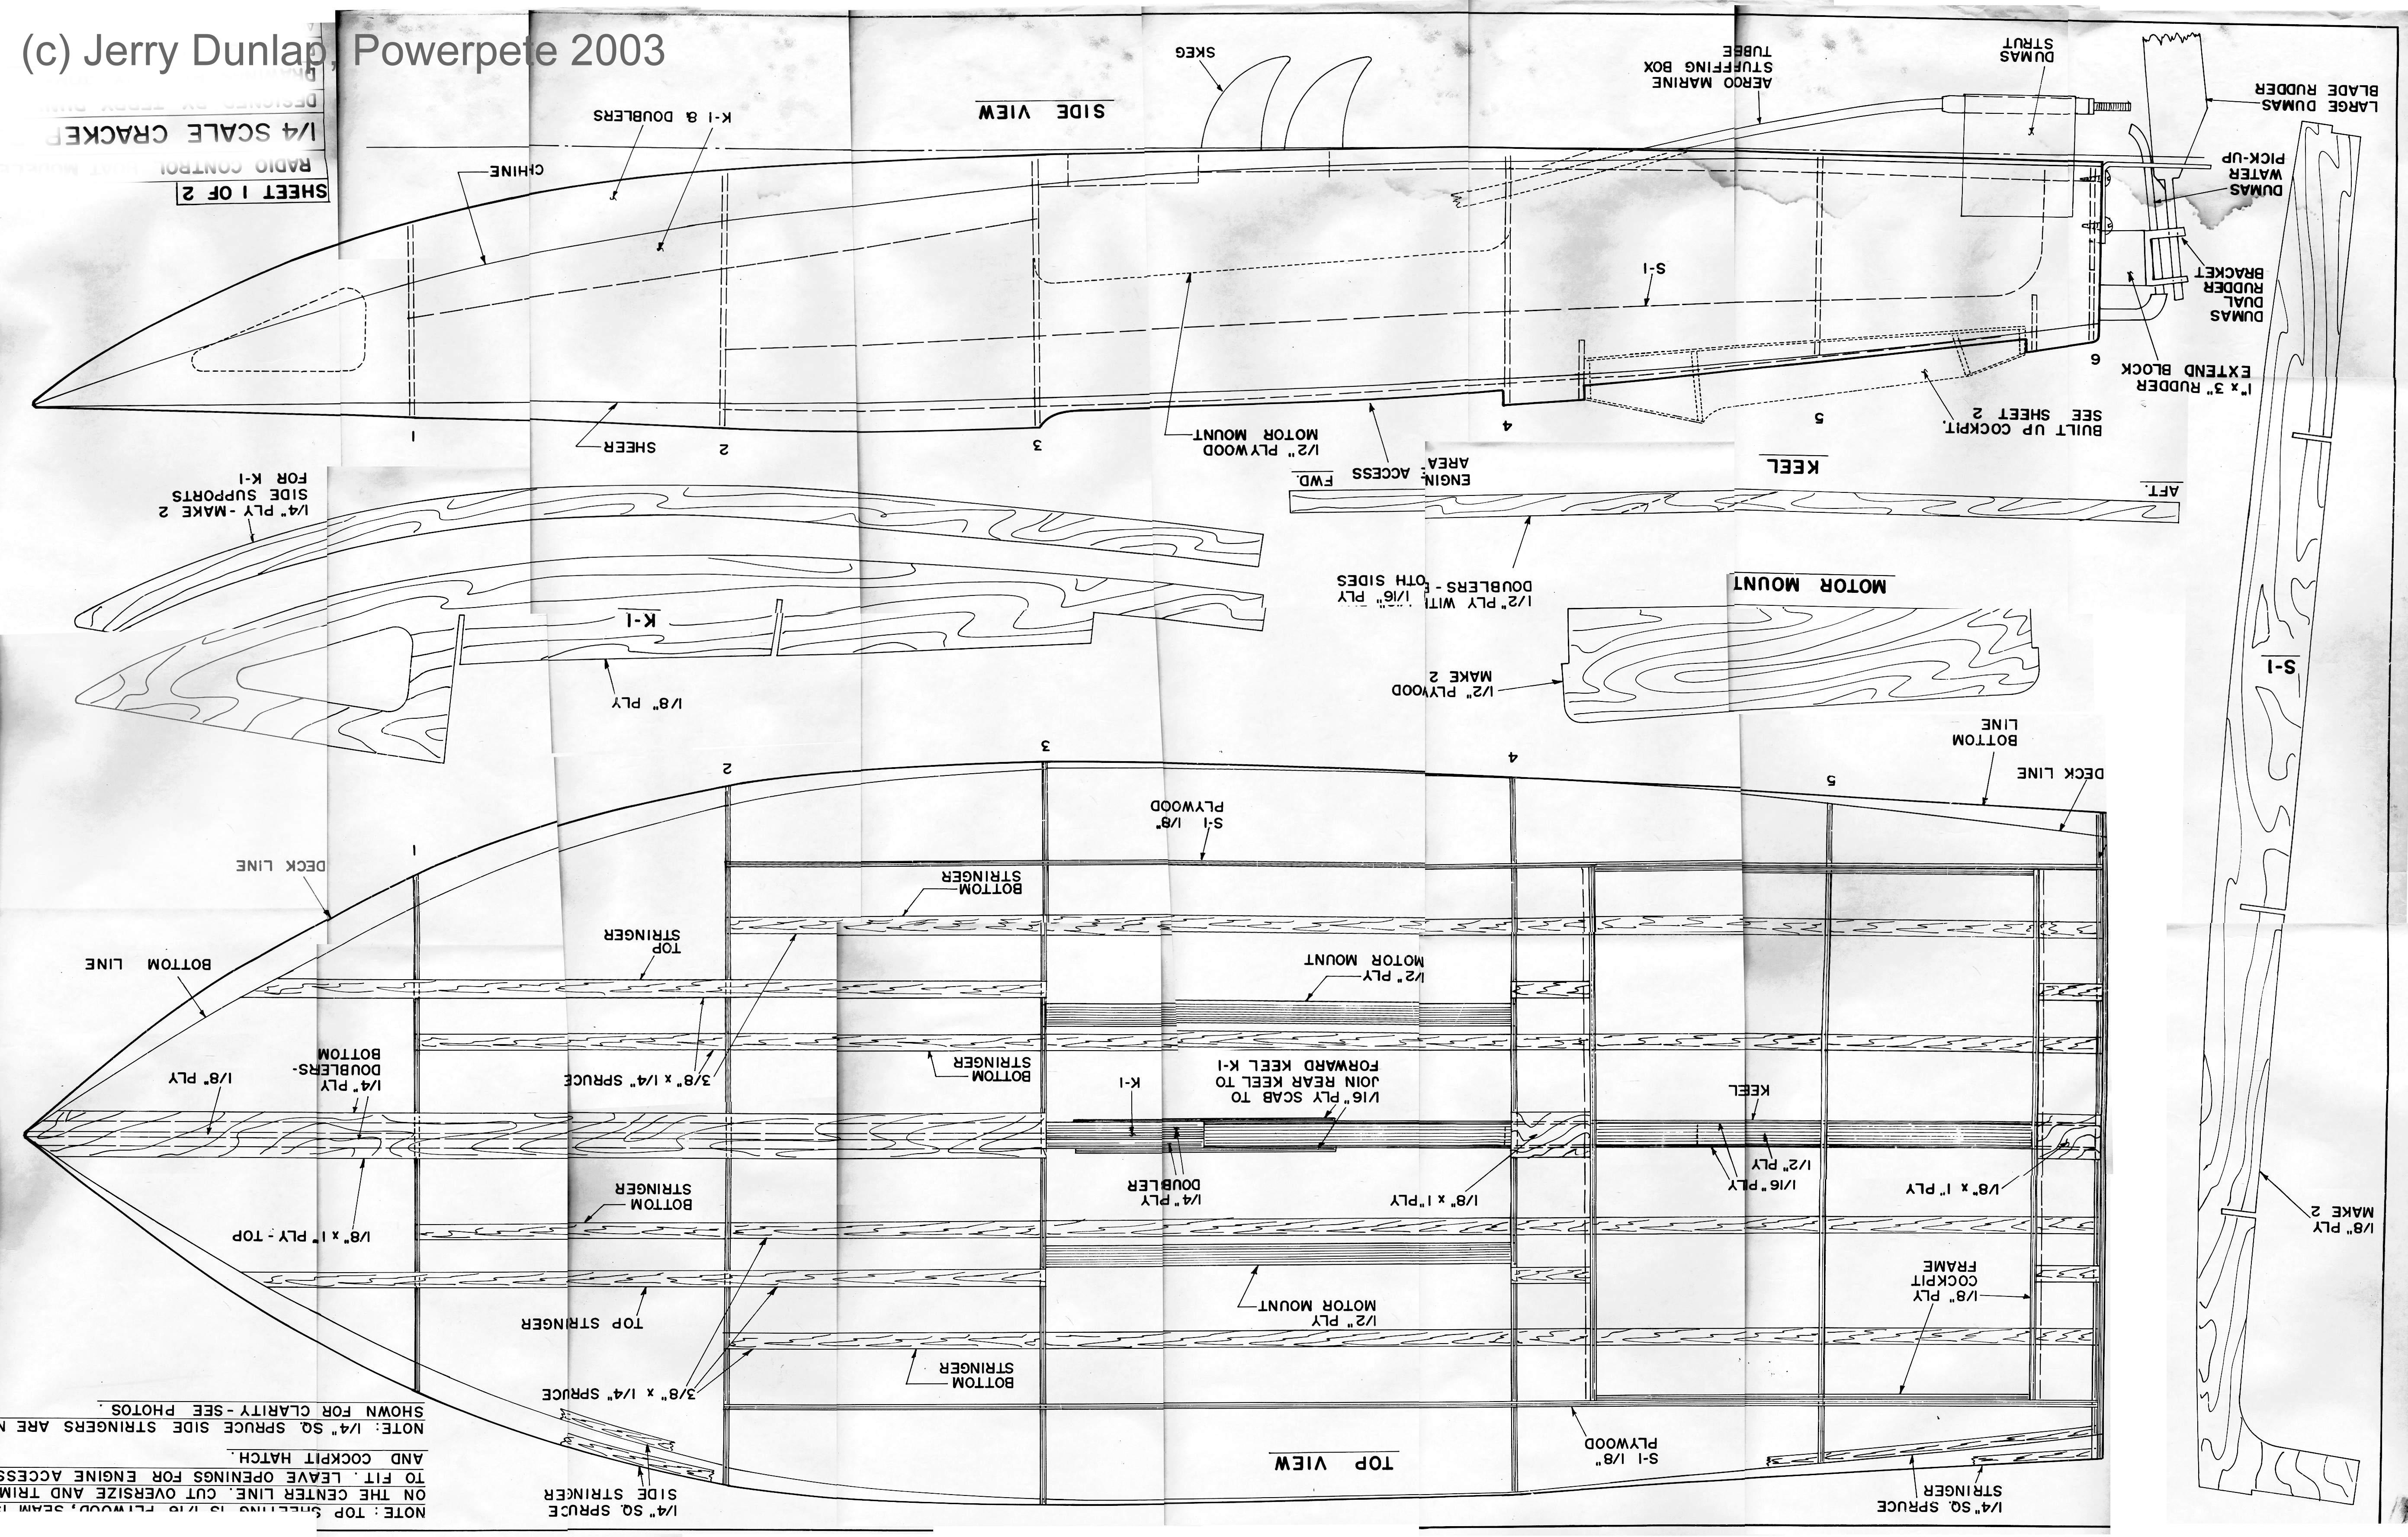 (c) Jerry Dunlap, Powerpete 2003
SHEET 1 OF 2
RADIO CONTROL
1/4 SCALE CRACKER
DESIGNED BY
CHINE
K-1 & DOUBLERS
SIDE VIEW
SKEG
AEROO MARINE
STUFFING BOX
TUBE
DUMAS
STRUT
LARGE DUMAS
BLADE RUDDER
DUMAS
WATER
PICK-UP
DUMAS
DUAL
RUDDER
BRACKET
1" x 3" RUDDER
EXTEND BLOCK
S-1
BUILT UP COCKPIT.
SEE SHEET 2
1
2
3
4
5
6
SHEER
1/2" PLYWOOD
MOTOR MOUNT
ENGINE ACCESS
AREA
1/4" PLY - MAKE 2
SIDE SUPPORTS
FOR K-1
K-1
1/8" PLY
FWD.
KEEL
AFT.
1/2" PLY WITH 1/16" PLY
DOUBLERS - BOTH SIDES
MOTOR MOUNT
1/2" PLYWOOD
MAKE 2
S-1
1/8" PLY
MAKE 2
BOTTOM
LINE
DECK LINE
1
2
3
4
5
S-1 1/8"
PLYWOOD
DECK LINE
BOTTOM LINE
BOTTOM
STRINGER
TOP
STRINGER
1/2" PLY
MOTOR MOUNT
BOTTOM
STRINGER
3/8" x 1/4" SPRUCE
1/8" PLY
1/4" PLY
DOUBLERS-
BOTTOM
K-1
1/16" PLY SCAB TO
JOIN REAR KEEL TO
FORWARD KEEL K-1
KEEL
1/4" PLY
DOUBLER
1/8" x 1" PLY
1/2" PLY
1/16" PLY
1/8" x 1" PLY
1/8" x 1" PLY - TOP
BOTTOM
STRINGER
TOP STRINGER
1/2" PLY
MOTOR MOUNT
1/8" PLY
COCKPIT
FRAME
3/8" x 1/4" SPRUCE
BOTTOM
STRINGER
S-1 1/8"
PLYWOOD
TOP VIEW
1/4" SQ. SPRUCE
SIDE STRINGER
1/4" SQ. SPRUCE
STRINGER
NOTE: TOP SHEETING IS 1/16 PLYWOOD, SEAM
ON THE CENTER LINE. CUT OVERSIZE AND TRIM
TO FIT. LEAVE OPENINGS FOR ENGINE ACCESS
AND COCKPIT HATCH.
NOTE: 1/4" SQ. SPRUCE SIDE STRINGERS ARE
SHOWN FOR CLARITY - SEE PHOTOS.